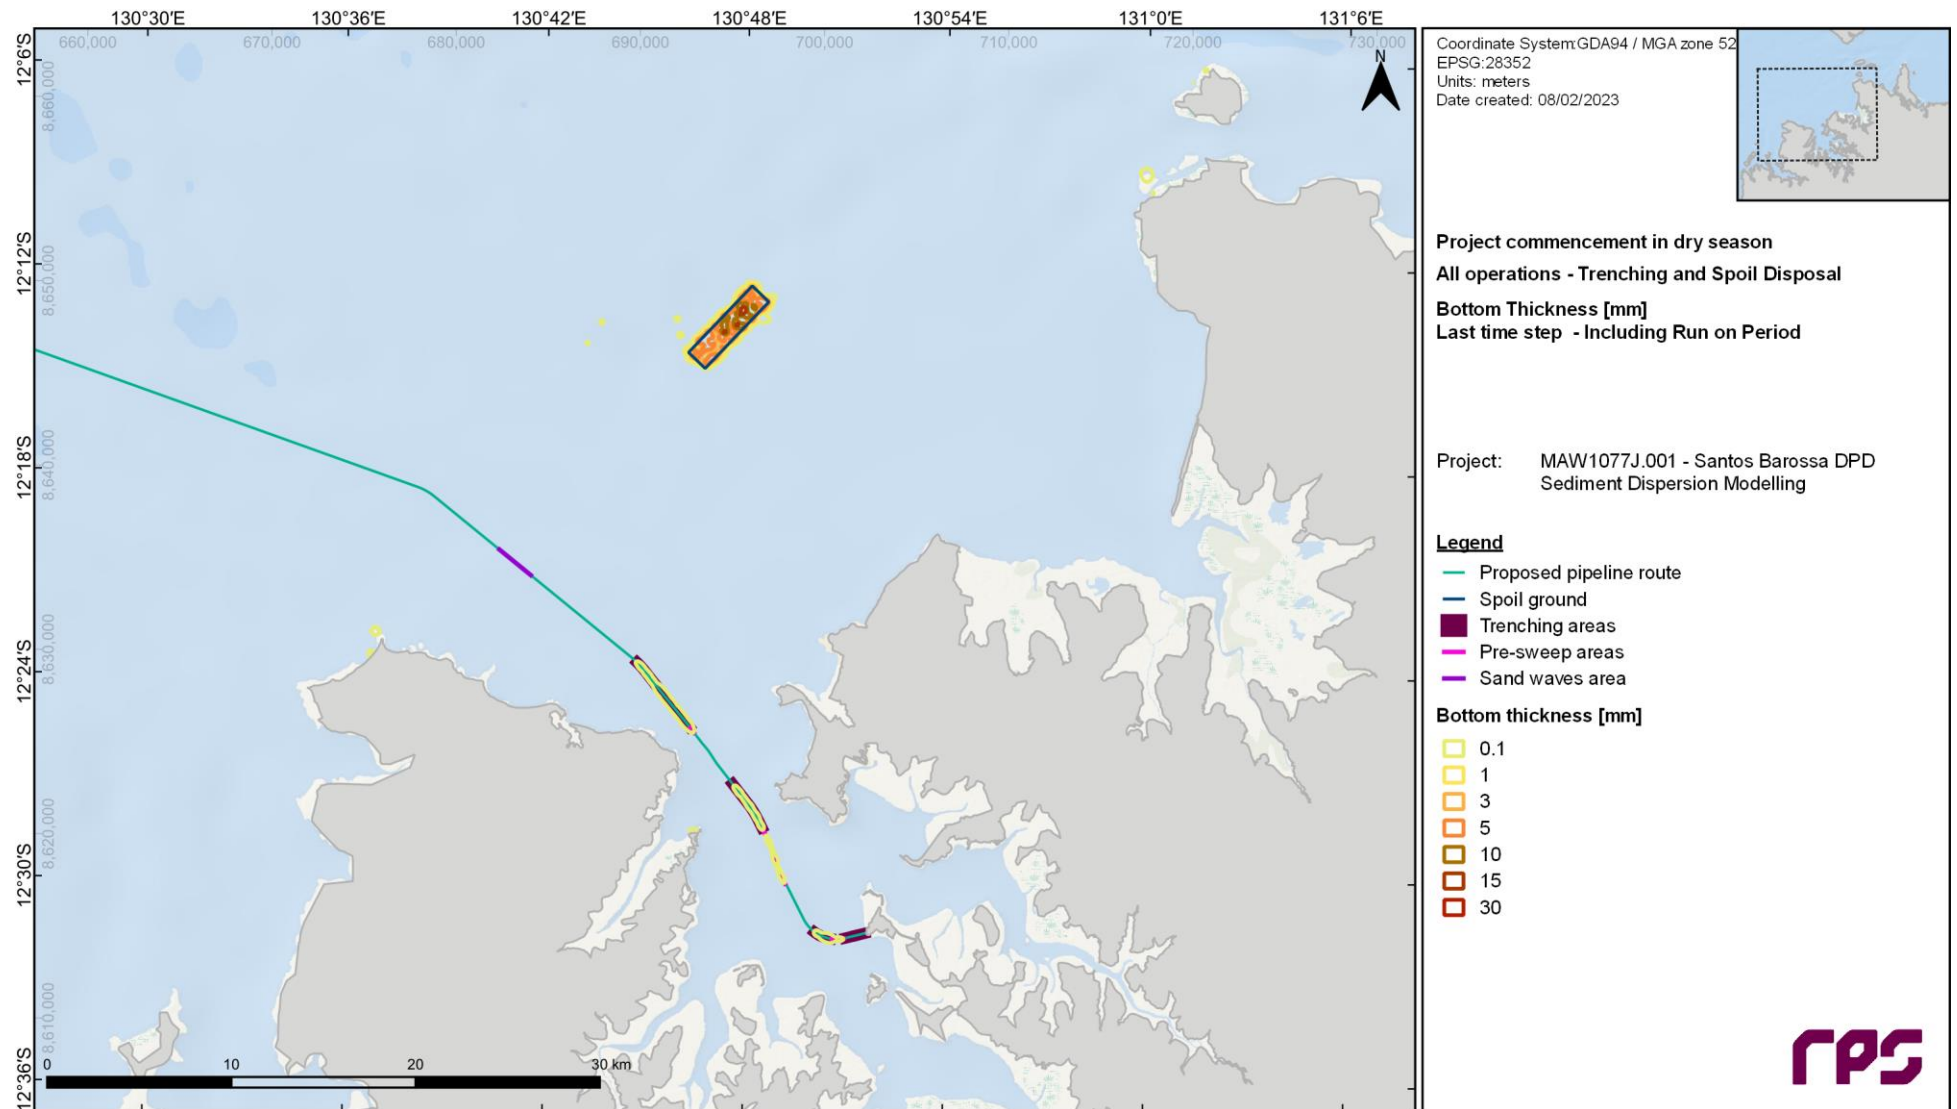 130°30'E 130°36'E 130°42'E 130°48'E 130°54'E 131°0'E 131°6'E
660,000 670,000 680,000 690,000 700,000 710,000 720,000 730,000
12°6'S
8,660,000
12°12'S
8,650,000
12°18'S
8,640,000
12°24'S
8,630,000
12°30'S
8,620,000
12°36'S
8,610,000
N
0 10 20 30 km
Coordinate System:GDA94 / MGA zone 52
EPSG:28352
Units: meters
Date created: 08/02/2023
Project commencement in dry season
All operations - Trenching and Spoil Disposal
Bottom Thickness [mm]
Last time step - Including Run on Period
Project: MAW1077J.001 - Santos Barossa DPD
Sediment Dispersion Modelling
Legend
Proposed pipeline route
Spoil ground
Trenching areas
Pre-sweep areas
Sand waves area
Bottom thickness [mm]
0.1
1
3
5
10
15
30
rps